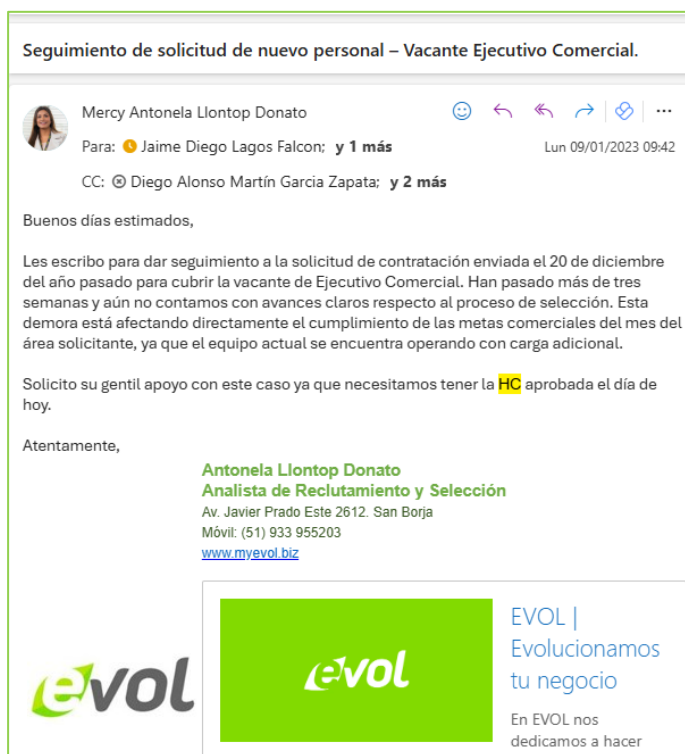 Seguimiento de solicitud de nuevo personal – Vacante Ejecutivo Comercial.
Mercy Antonela Llontop Donato
Para: Jaime Diego Lagos Falcon; y 1 más
Lun 09/01/2023 09:42
CC: Diego Alonso Martín Garcia Zapata; y 2 más
Buenos días estimados,
Les escribo para dar seguimiento a la solicitud de contratación enviada el 20 de diciembre
del año pasado para cubrir la vacante de Ejecutivo Comercial. Han pasado más de tres
semanas y aún no contamos con avances claros respecto al proceso de selección. Esta
demora está afectando directamente el cumplimiento de las metas comerciales del mes del
área solicitante, ya que el equipo actual se encuentra operando con carga adicional.
Solicito su gentil apoyo con este caso ya que necesitamos tener la HC aprobada el día de
hoy.
Atentamente,
Antonela Llontop Donato
Analista de Reclutamiento y Selección
Av. Javier Prado Este 2612. San Borja
Móvil: (51) 933 955203
www.myevol.biz
evol
evol
EVOL |
Evolucionamos
tu negocio
En EVOL nos
dedicamos a hacer